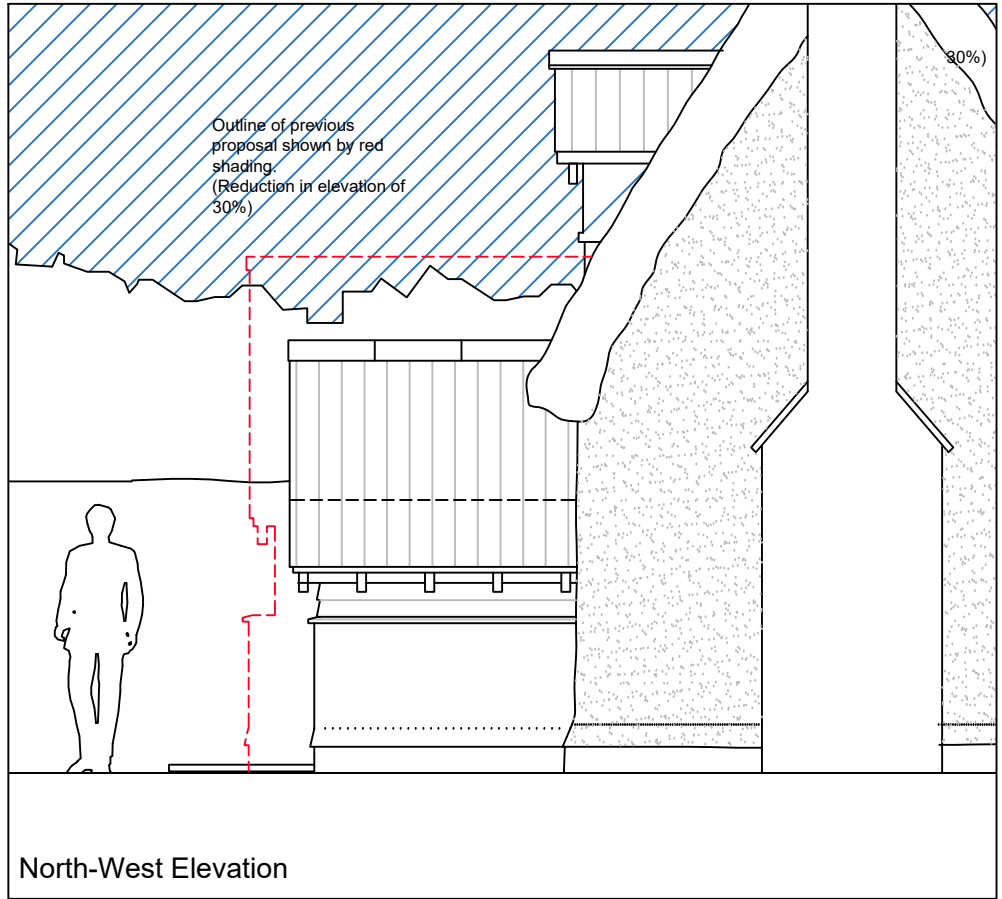 30%)
Outline of previous
proposal shown by red
shading.
(Reduction in elevation of
30%)
North-West Elevation